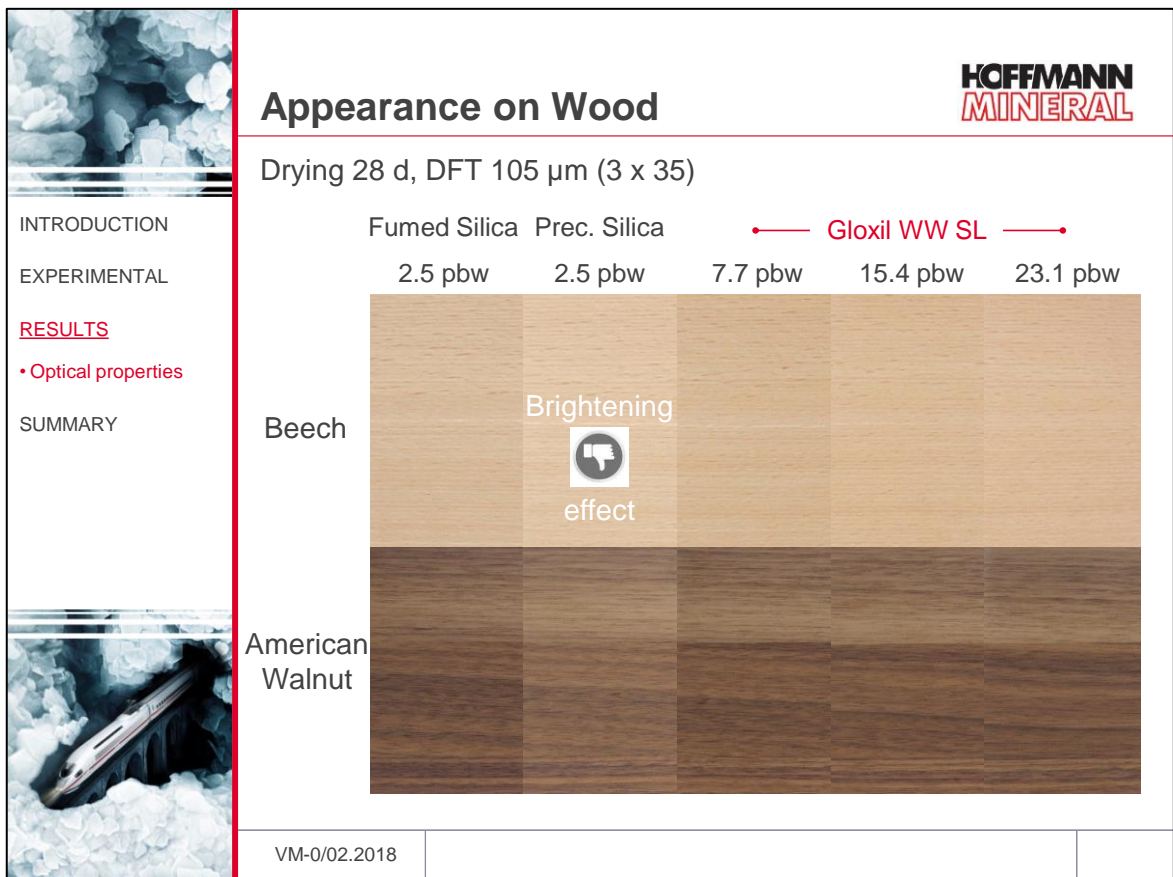 Appearance on Wood
HOFFMANN
MINERAL
Drying 28 d, DFT 105 µm (3 x 35)
INTRODUCTION
EXPERIMENTAL
RESULTS
• Optical properties
SUMMARY
Fumed Silica Prec. Silica Gloxil WW SL
2.5 pbw 2.5 pbw 7.7 pbw 15.4 pbw 23.1 pbw
Beech
Brightening
effect
American
Walnut
VM-0/02.2018